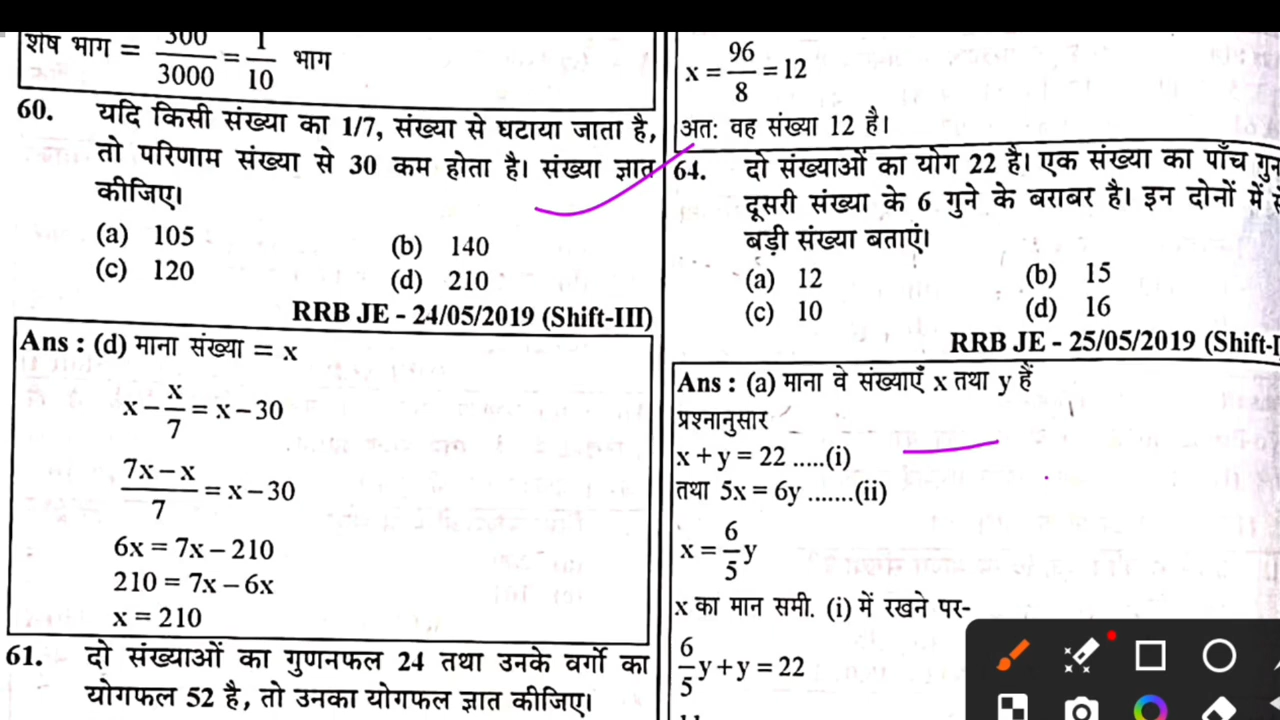 शेष भाग = 300/3000 = 1/10 भाग
60. यदि किसी संख्या का 1/7, संख्या से घटाया जाता है,
तो परिणाम संख्या से 30 कम होता है। संख्या ज्ञात
कीजिए।
(a) 105 (b) 140
(c) 120 (d) 210
RRB JE - 24/05/2019 (Shift-III)
Ans : (d) माना संख्या = x
x - x/7 = x - 30
(7x - x)/7 = x - 30
6x = 7x - 210
210 = 7x - 6x
x = 210
61. दो संख्याओं का गुणनफल 24 तथा उनके वर्गो का
योगफल 52 है, तो उनका योगफल ज्ञात कीजिए।
x = 96/8 = 12
अत: वह संख्या 12 है।
64. दो संख्याओं का योग 22 है। एक संख्या का पाँच
दूसरी संख्या के 6 गुने के बराबर है। इन दोनों में
बड़ी संख्या बताएं।
(a) 12 (b) 15
(c) 10 (d) 16
RRB JE - 25/05/2019 (Shift-
Ans : (a) माना वे संख्याएँ x तथा y हैं
प्रश्नानुसार
x + y = 22 .....(i)
तथा 5x = 6y .......(ii)
x = 6/5 y
x का मान समी. (i) में रखने पर-
6/5 y + y = 22